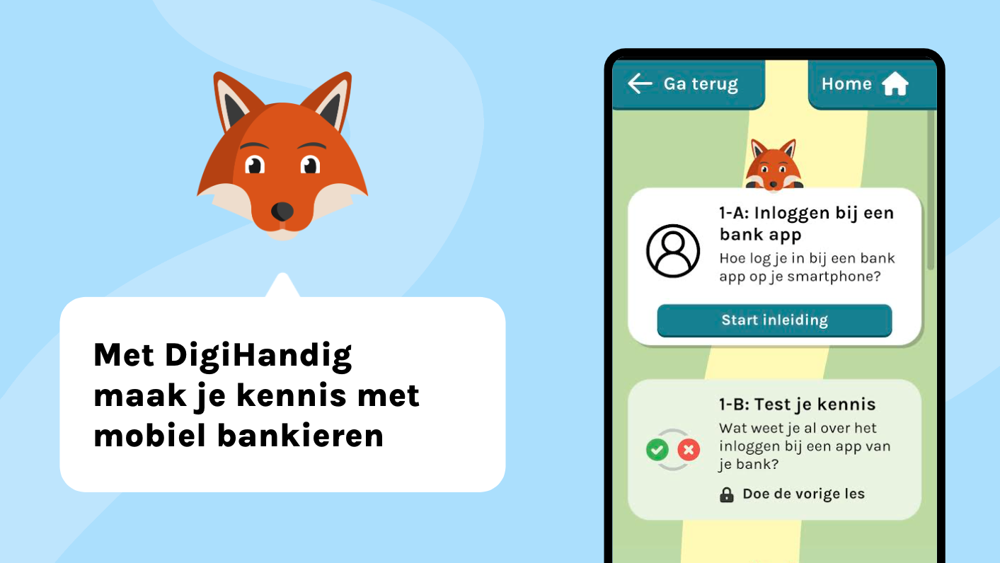 Met DigiHandig
maak je kennis met
mobiel bankieren
Ga terug
Home
1-A: Inloggen bij een
bank app
Hoe log je in bij een bank
app op je smartphone?
Start inleiding
1-B: Test je kennis
Wat weet je al over het
inloggen bij een app van
je bank?
Doe de vorige les